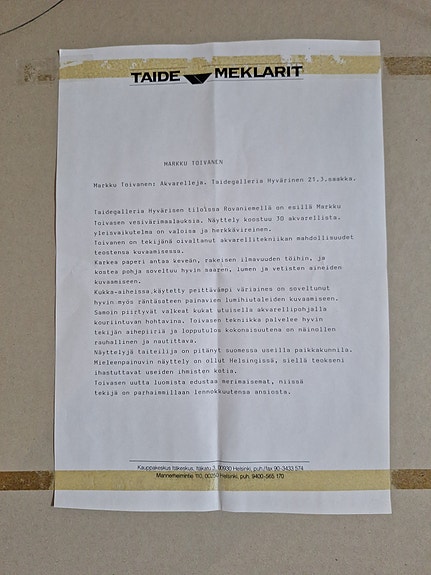 TAIDE MEKLARIT
MARKKU TOIVANEN
Markku Toivanen; Akvarelleja. Taidegalleria Hyvärinen 21.3.saakka.
Taidegalleria Hyvärisen tiloissa Rovaniemellä on esillä Markku
Toivasen vesivärimaalauksia. Näyttely koostuu 30 akvarellista,
yleisvaikutelma on valoisa ja herkkävireinen.
Toivanen on tekijänä oivaltanut akvarellitekniikan mahdollisuudet
teostensa kuvaamisessa.
Karkea paperi antaa keveän, rakeisen ilmavuuden töihin, ja
kostea pohja soveltuu hyvin saaren, lumen ja vetisten aineiden
kuvaamiseen.
Kukka-aiheissa käytetty peittävämpi väriaines on soveltunut
hyvin myös räntäsateen painavien lumihiutaleiden kuvaamiseen.
Samoin piirtyvät valkeat kukat utuisella akvarellipohjalla
kouriintuvan hohtavina. Toivasen tekniikka palvelee hyvin
tekijän aihepiiriä ja lopputulos kokonaisuutena on näinollen
rauhallinen ja nautittava.
Näyttelyjä taiteilija on pitänyt suomessa useilla paikkakunnila.
Mieleenpainuvin näyttely on ollut Helsingissä, siellä teokseni
ihastuttavat useiden ihmisten kotia.
Toivasen uutta luomista edustaa merimaisemat, niissä
tekijä on parhaimmillaan lennokkuutensa ansiosta.
Kauppakeskus Itäkeskus, Itäkatu 3, 00930 Helsinki, puh./fax 90-3433 574
Mannerheimintie 110, 00250 Helsinki, puh. 9400-565 170